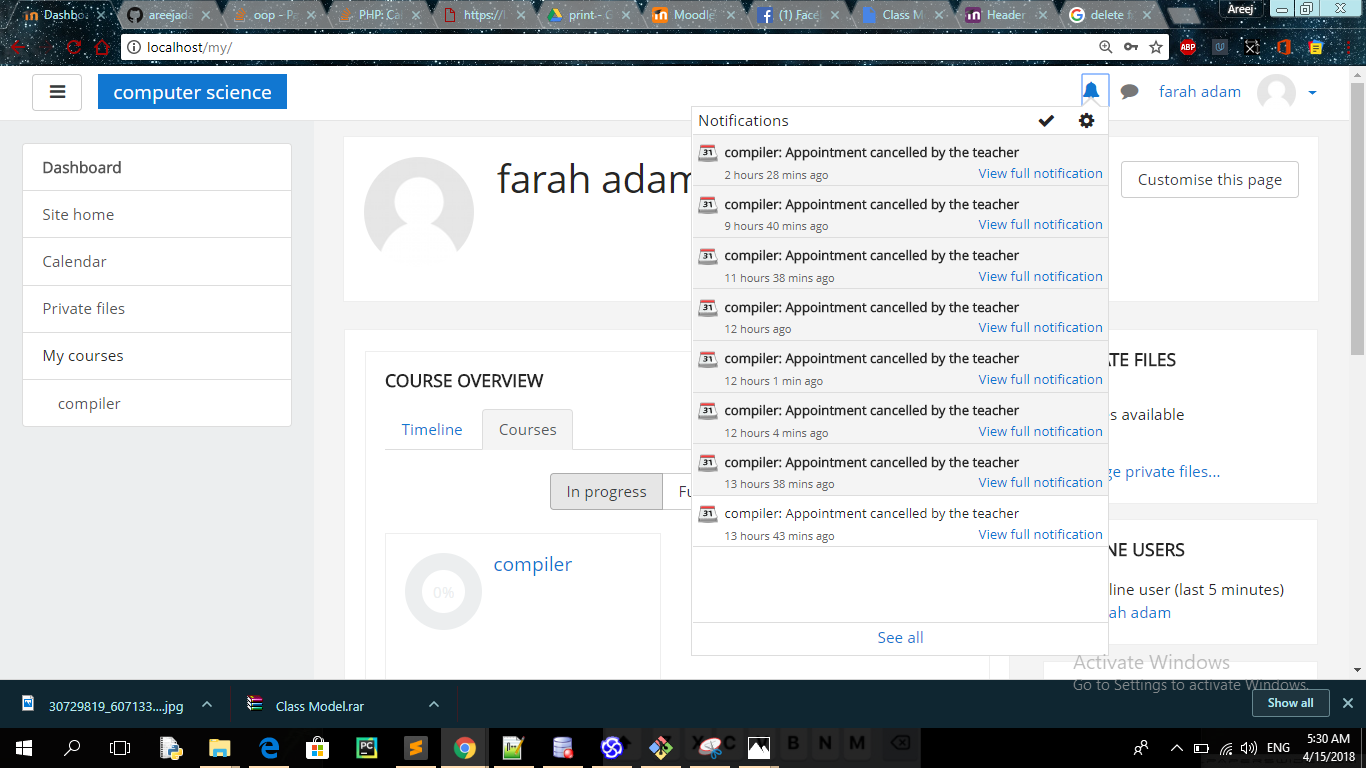 Dashbo
areejada
oop - Pa
PHP: Ca
https://
print - G
Moodle
(1) Face
Class M
Header
delete f
Areej
localhost/my/
ABP
computer science
farah adam
Dashboard
Site home
Calendar
Private files
My courses
compiler
farah adam
Customise this page
Notifications
31 compiler: Appointment cancelled by the teacher
2 hours 28 mins ago View full notification
31 compiler: Appointment cancelled by the teacher
9 hours 40 mins ago View full notification
31 compiler: Appointment cancelled by the teacher
11 hours 38 mins ago View full notification
31 compiler: Appointment cancelled by the teacher
12 hours ago View full notification
31 compiler: Appointment cancelled by the teacher
12 hours 1 min ago View full notification
31 compiler: Appointment cancelled by the teacher
12 hours 4 mins ago View full notification
31 compiler: Appointment cancelled by the teacher
13 hours 38 mins ago View full notification
31 compiler: Appointment cancelled by the teacher
13 hours 43 mins ago View full notification
See all
COURSE OVERVIEW
Timeline Courses
In progress Fu
0%
compiler
TE FILES
s available
ge private files...
NE USERS
line user (last 5 minutes)
ah adam
Activate Windows
Go to Settings to activate Windows.
30729819_607133....jpg
Class Model.rar
Show all
PC
X C B N M
ENG
5:30 AM
4/15/2018